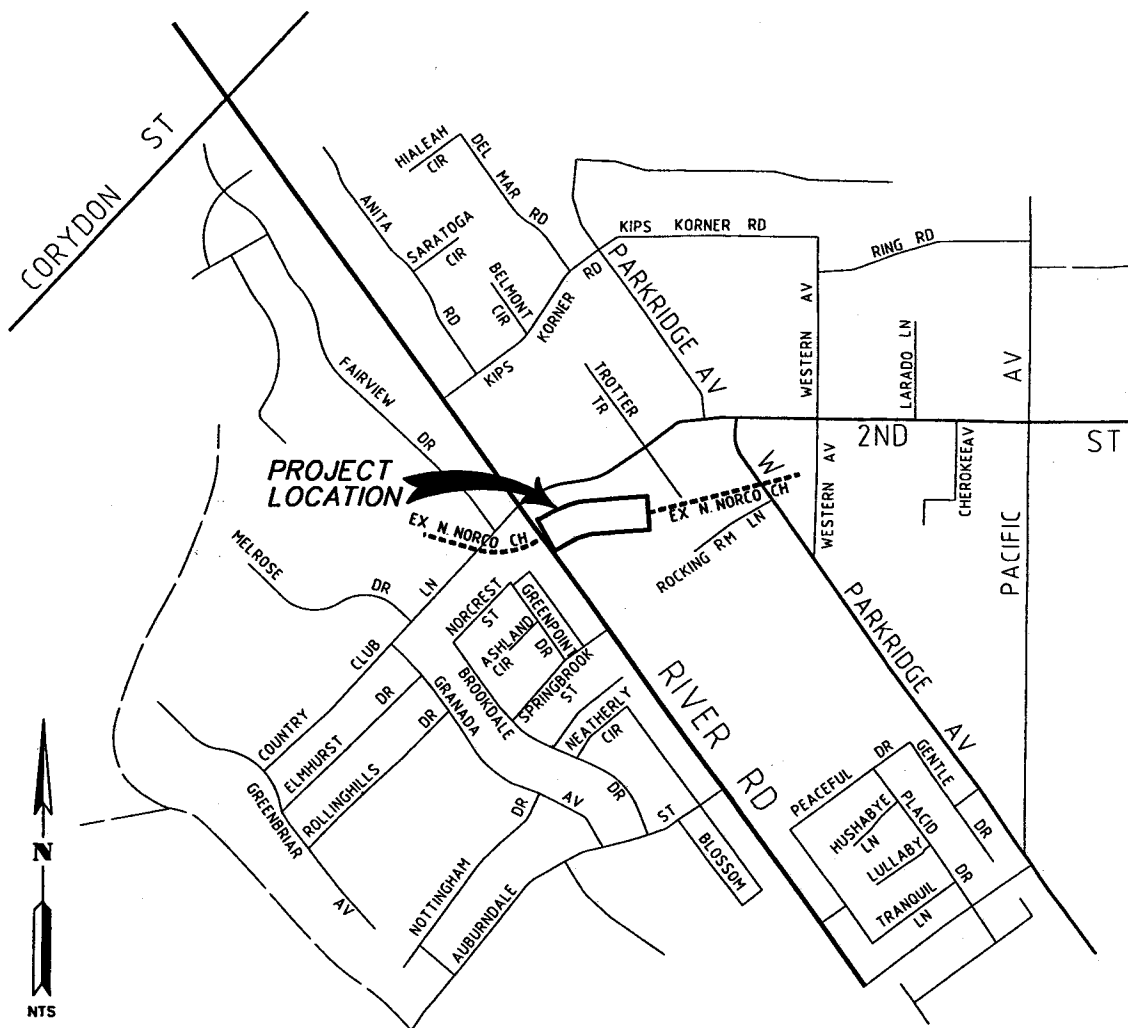 CORYDON ST
HIALEAH
CIR
DEL MAR RD
ANITA RD
SARATOGA
CIR
BELMONT
CIR
KIPS KORNER RD
KIPS KORNER RD
PARKRIDGE AV
RING RD
WESTERN AV
LARADO LN
PACIFIC AV
TROTTER
TR
FAIRVIEW DR
2ND ST
CHEROKEE AV
WESTERN AV
PROJECT
LOCATION
EX N. NORCO CH
EX N. NORCO CH
W PARKRIDGE AV
ROCKING RM LN
MELROSE DR
COUNTRY CLUB LN
NORCREST
ST
GREENPOINT
ASHLAND
CIR
DR
BROOKDALE DR
SPRINGBROOK
ST
GRANADA AV
NEATHERLY
CIR
ELMHURST DR
ROLLINGHILLS DR
GREENBRIAR AV
RIVER RD
NOTTINGHAM DR
AUBURNDALE ST
BLOSSOM
PEACEFUL DR
GENTLE DR
HUSHABYE
LN
PLACID DR
LULLABY
TRANQUIL
LN
N
NTS